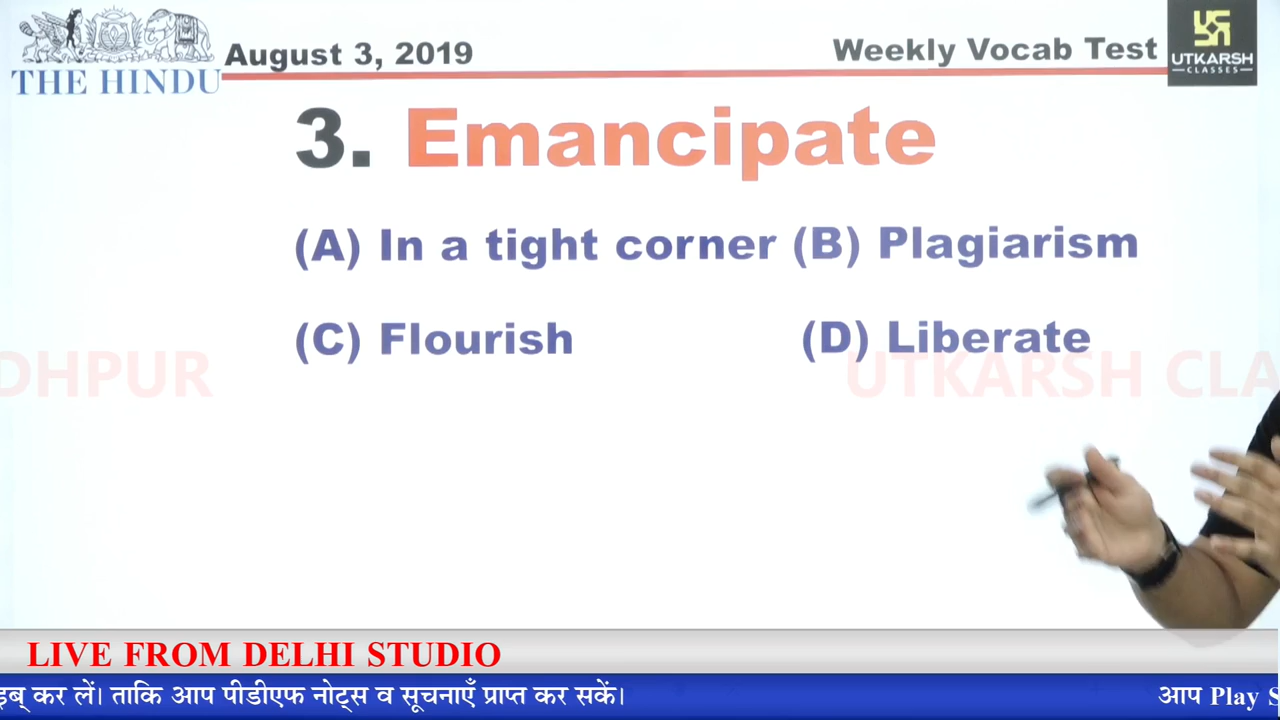 THE HINDU
August 3, 2019
Weekly Vocab Test
UTKARSH
CLASSES
3. Emancipate
(A) In a tight corner (B) Plagiarism
(C) Flourish (D) Liberate
DHPUR UTKARSH CLA
LIVE FROM DELHI STUDIO
कर लें। ताकि आप पीडीएफ नोट्स व सूचनाएँ प्राप्त कर सकें। आप Play S